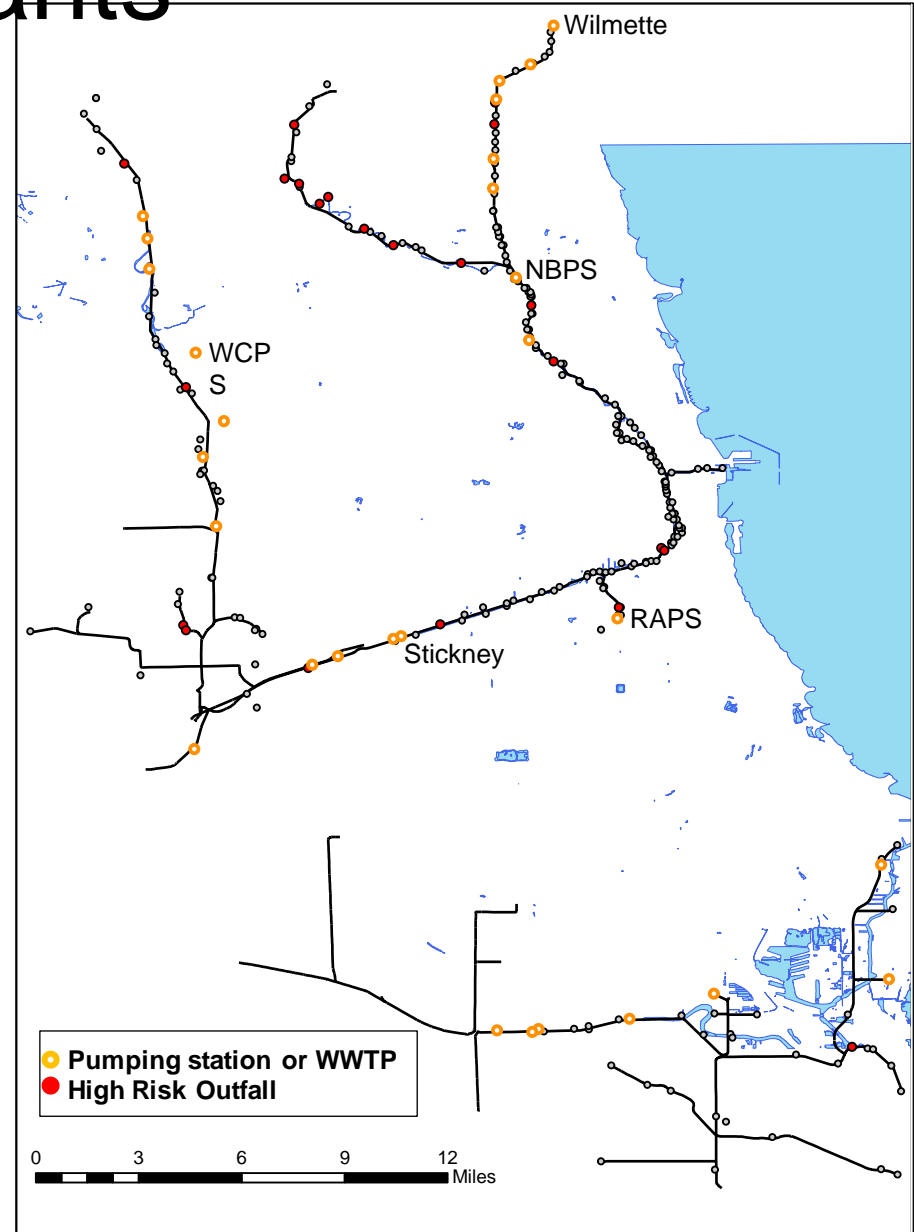 Wilmette
NBPS
WCP
S
RAPS
Stickney
Pumping station or WWTP
High Risk Outfall
0 3 6 9 12
Miles